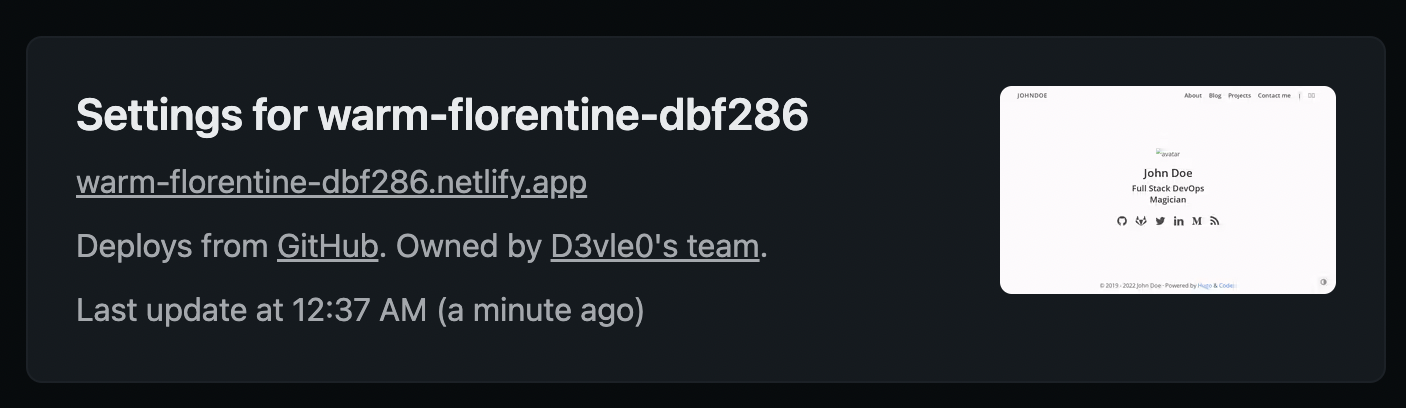 Settings for warm-florentine-dbf286
warm-florentine-dbf286.netlify.app
Deploys from GitHub. Owned by D3vle0's team.
Last update at 12:37 AM (a minute ago)
JOHNDOE
About Blog Projects Contact me |
avatar
John Doe
Full Stack DevOps
Magician
© 2019 - 2022 John Doe · Powered by Hugo & Coder.